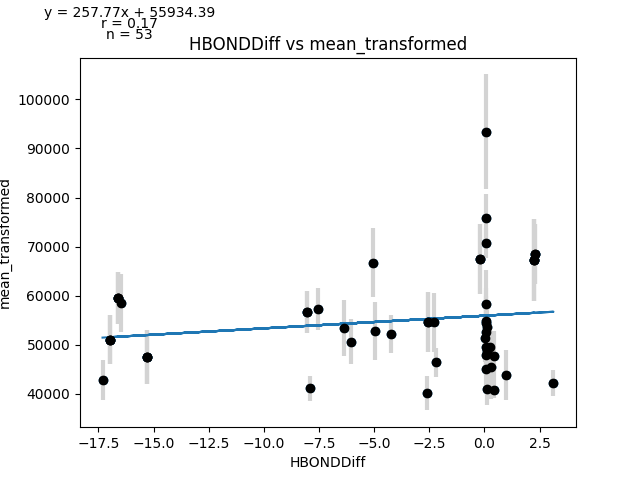 y = 257.77x + 55934.39
r = 0.17
n = 53
HBONDDiff vs mean_transformed
mean_transformed
100000
90000
80000
70000
60000
50000
40000
−17.5 −15.0 −12.5 −10.0 −7.5 −5.0 −2.5 0.0 2.5
HBONDDiff